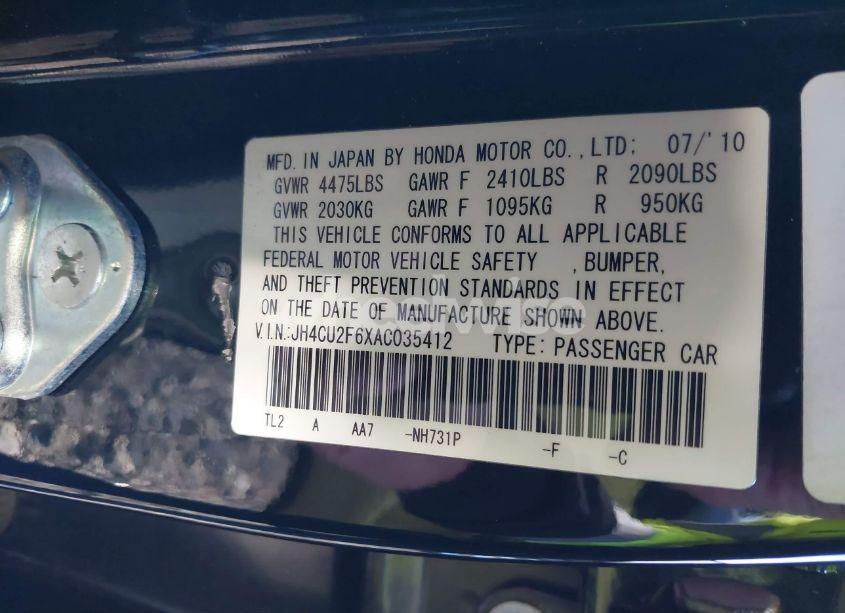 MFD. IN JAPAN BY HONDA MOTOR CO., LTD: 07/'10
GVWR 4475LBS GAWR F 2410LBS R 2090LBS
GVWR 2030KG GAWR F 1095KG R 950KG
THIS VEHICLE CONFORMS TO ALL APPLICABLE
FEDERAL MOTOR VEHICLE SAFETY , BUMPER,
AND THEFT PREVENTION STANDARDS IN EFFECT
ON THE DATE OF MANUFACTURE SHOWN ABOVE.
V.I.N.:JH4CU2F6XAC035412 TYPE: PASSENGER CAR
TL2 A AA7 -NH731P -F -C